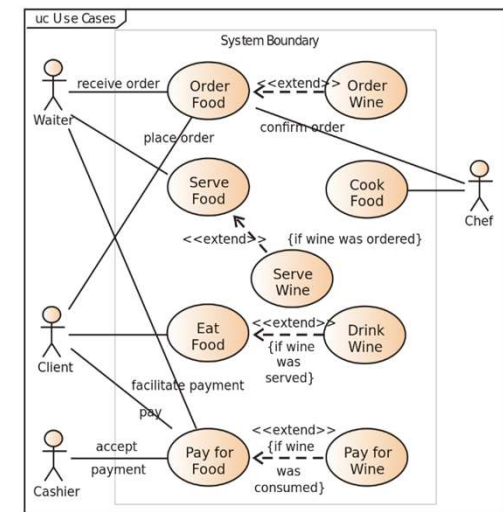 uc Use Cases
System Boundary
receive order
Order
Food
<<extend>>
Order
Wine
Waiter
place order
confirm order
Serve
Food
Cook
Food
Chef
<<extend>>
{if wine was ordered}
Serve
Wine
Eat
Food
<<extend>>
{if wine
was
served}
Drink
Wine
Client
facilitate payment
pay
accept
payment
Pay for
Food
<<extend>>
{if wine
was
consumed}
Pay for
Wine
Cashier